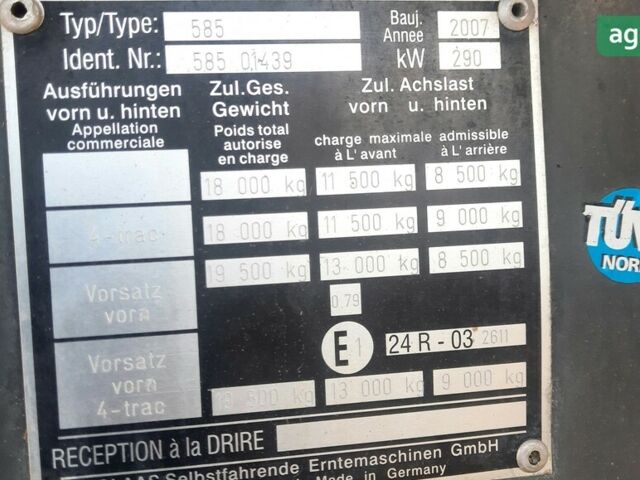 Typ/Type: 585 Bauj. Annee 2007
Ident. Nr.: 585 01439 kW 290
ag
Ausführungen vorn u. hinten
Appellation commerciale
Zul.Ges. Gewicht
Poids total autorise en charge
Zul. Achslast vorn u. hinten
charge maximale admissible
à L'avant à L'arrière
18 000 kg 11 500 kg 8 500 kg
4-trac 18 000 kg 11 500 kg 9 000 kg
19 500 kg 13 000 kg 8 500 kg
Vorsatz vorn
0.79
E 1 24 R - 03 2611
Vorsatz vorn 4-trac
19 500 kg 13 000 kg 9 000 kg
RECEPTION à la DRIRE
Selbstfahrende Erntemaschinen GmbH
Made in Germany
TÜV
NOR